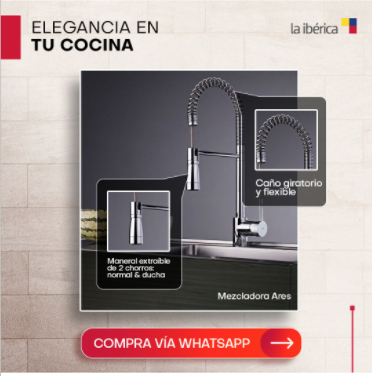 ELEGANCIA EN
TU COCINA
la ibérica
Caño giratorio
y flexible
Maneral extraíble
de 2 chorros:
normal & ducha
Mezcladora Ares
COMPRA VÍA WHATSAPP